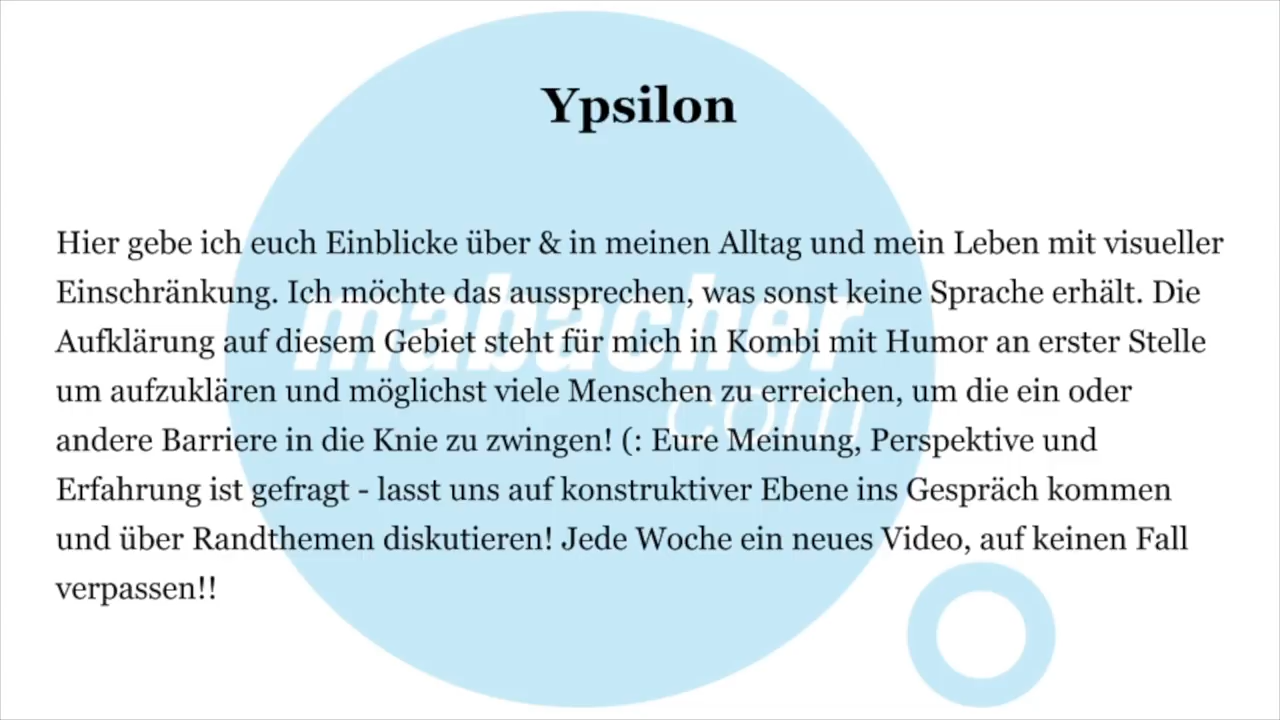 Ypsilon
Hier gebe ich euch Einblicke über & in meinen Alltag und mein Leben mit visueller
Einschränkung. Ich möchte das aussprechen, was sonst keine Sprache erhält. Die
Aufklärung auf diesem Gebiet steht für mich in Kombi mit Humor an erster Stelle
um aufzuklären und möglichst viele Menschen zu erreichen, um die ein oder
andere Barriere in die Knie zu zwingen! (: Eure Meinung, Perspektive und
Erfahrung ist gefragt - lasst uns auf konstruktiver Ebene ins Gespräch kommen
und über Randthemen diskutieren! Jede Woche ein neues Video, auf keinen Fall
verpassen!!
mabacher
com